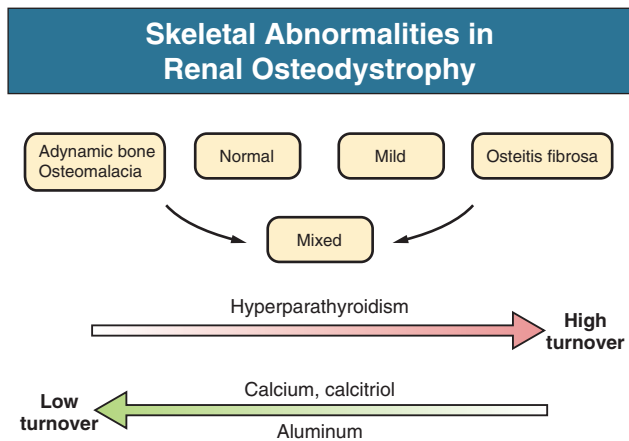 Skeletal Abnormalities in
Renal Osteodystrophy
Adynamic bone
Osteomalacia
Normal
Mild
Osteitis fibrosa
Mixed
Hyperparathyroidism
High
turnover
Calcium, calcitriol
Low
turnover
Aluminum